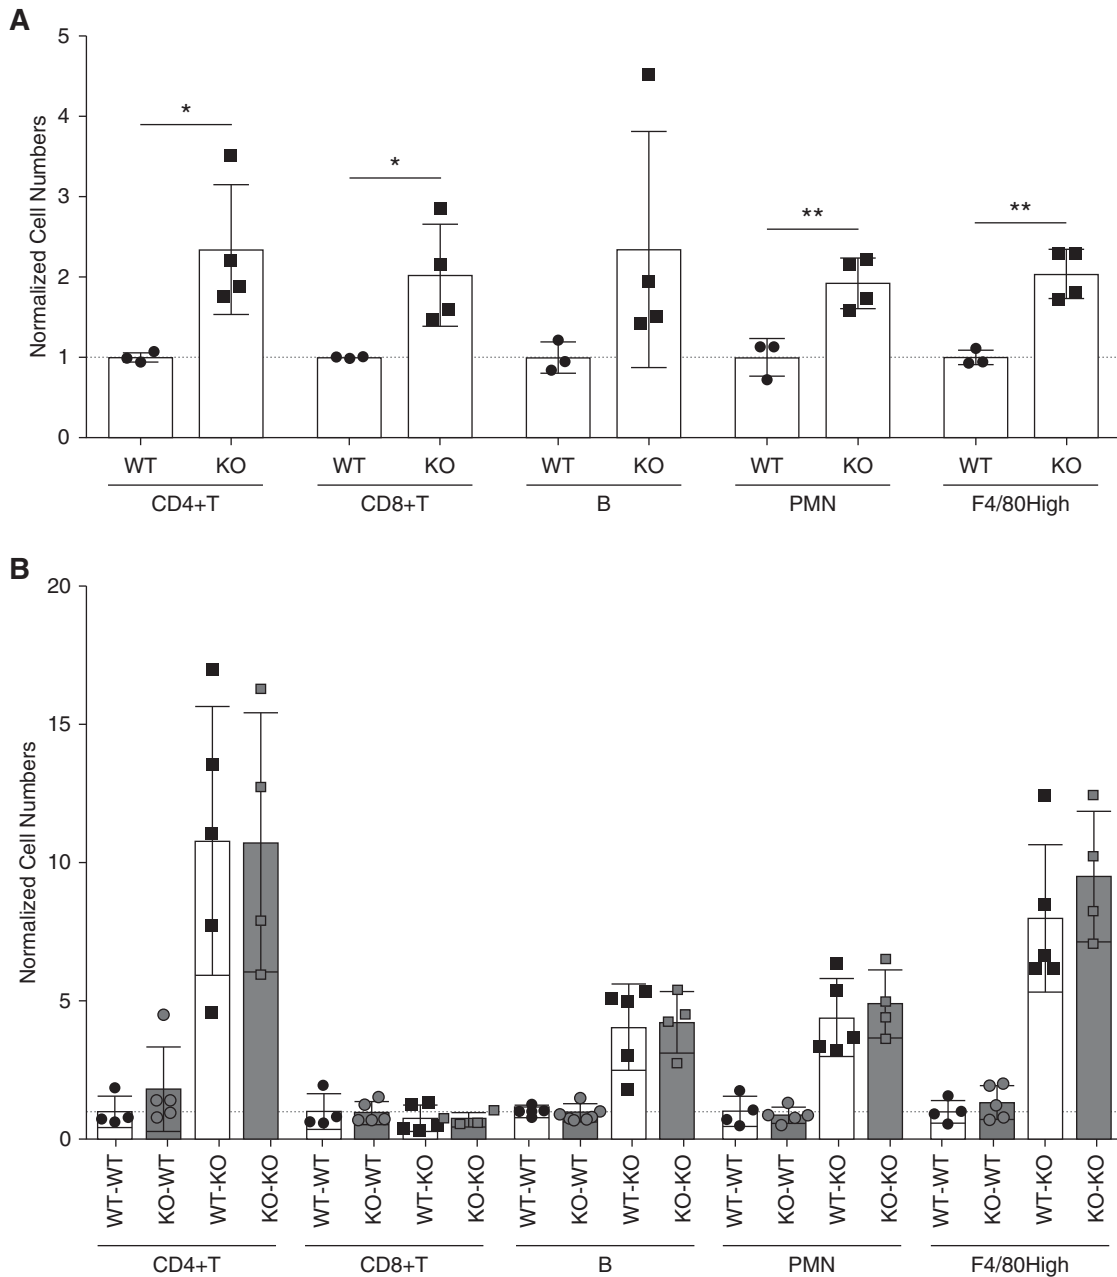 A
Normalized Cell Numbers
5
4
3
2
1
0
* * ** **
WT KO WT KO WT KO WT KO WT KO
CD4+T CD8+T B PMN F4/80High
B
Normalized Cell Numbers
20
15
10
5
0
WT-WT KO-WT WT-KO KO-KO WT-WT KO-WT WT-KO KO-KO WT-WT KO-WT WT-KO KO-KO WT-WT KO-WT WT-KO KO-KO WT-WT KO-WT WT-KO KO-KO
CD4+T CD8+T B PMN F4/80High